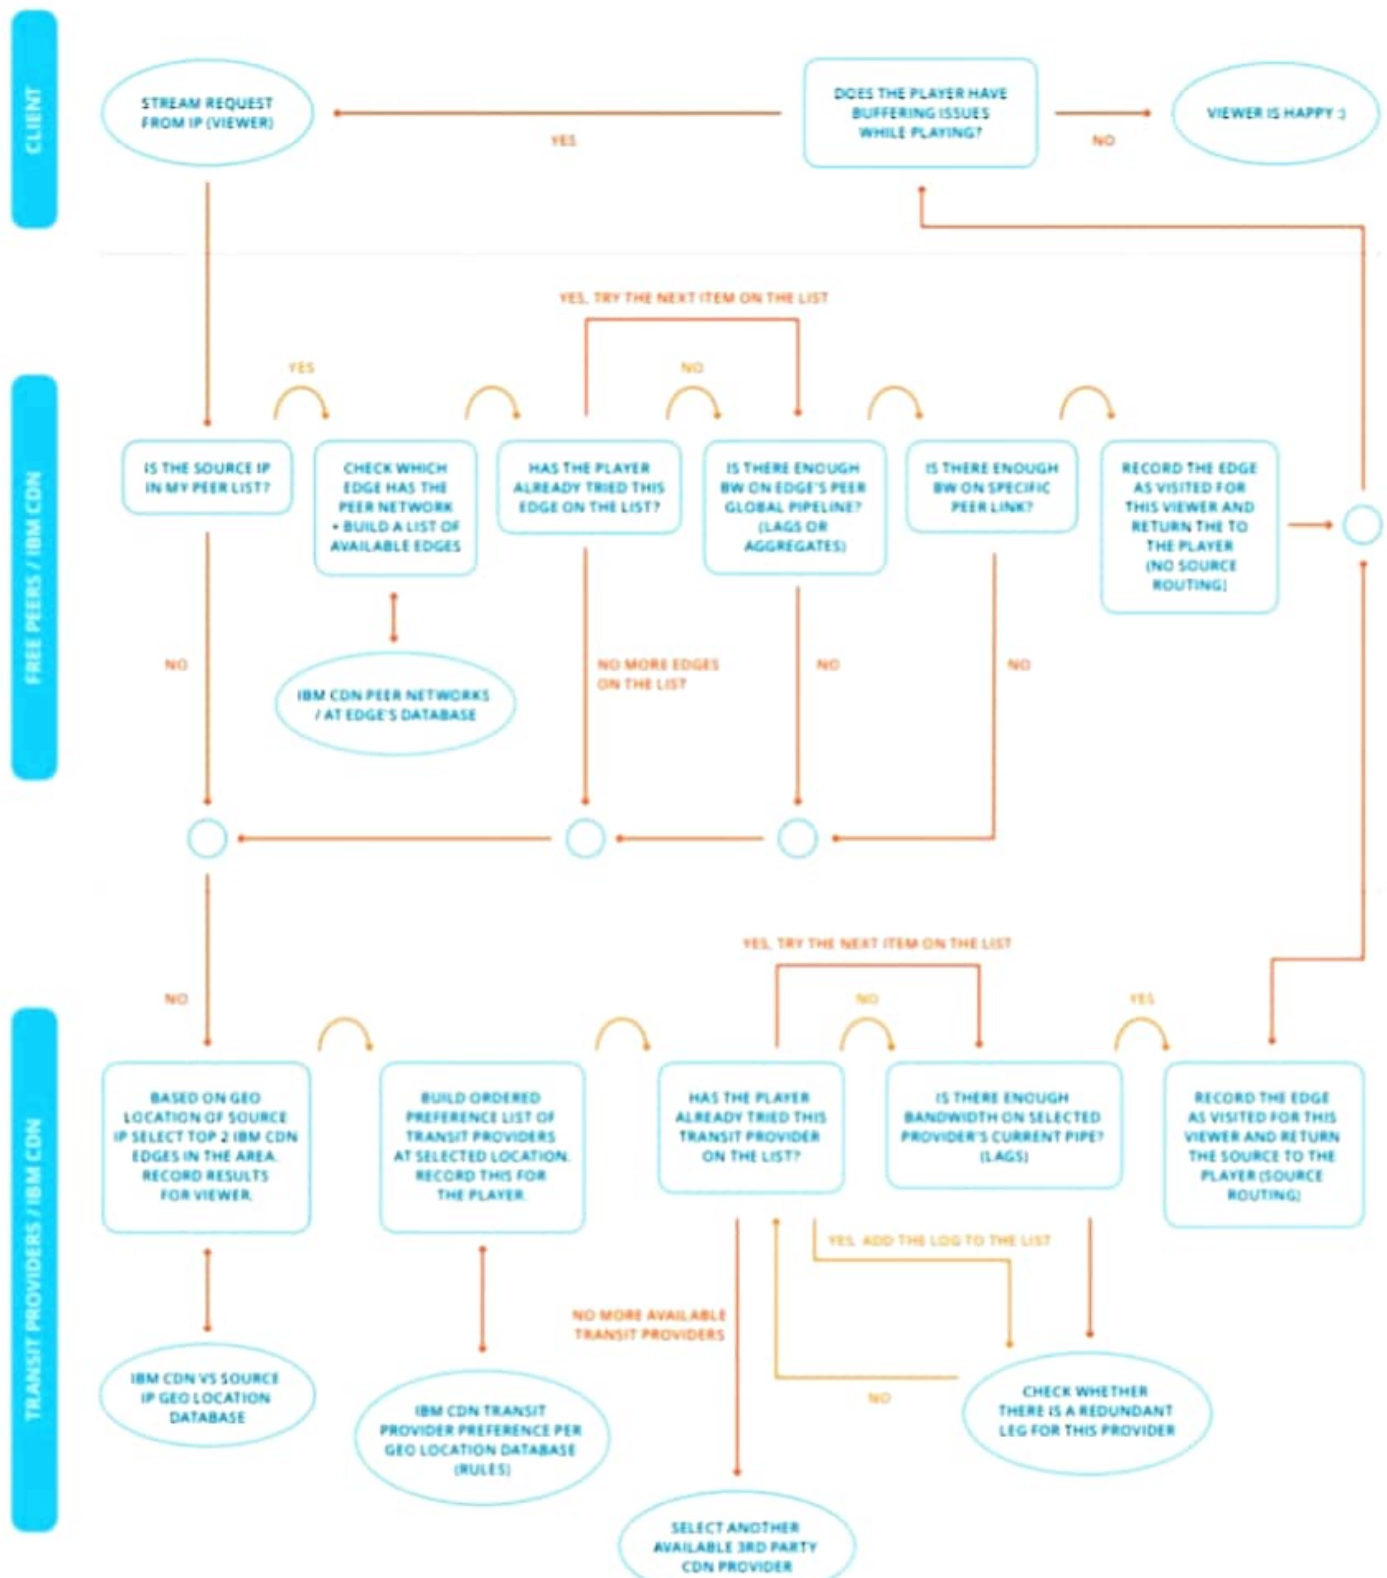 CLIENT
STREAM REQUEST
FROM IP (VIEWER)
YES
DOES THE PLAYER HAVE
BUFFERING ISSUES
WHILE PLAYING?
NO
VIEWER IS HAPPY :)
FREE PEERS / IBM CDN
YES, TRY THE NEXT ITEM ON THE LIST
YES
NO
IS THE SOURCE IP
IN MY PEER LIST?
CHECK WHICH
EDGE HAS THE
PEER NETWORK
+ BUILD A LIST OF
AVAILABLE EDGES
HAS THE PLAYER
ALREADY TRIED THIS
EDGE ON THE LIST?
IS THERE ENOUGH
BW ON EDGE'S PEER
GLOBAL PIPELINE?
(LAGS OR
AGGREGATES)
IS THERE ENOUGH
BW ON SPECIFIC
PEER LINK?
RECORD THE EDGE
AS VISITED FOR
THIS VIEWER AND
RETURN THE TO
THE PLAYER
(NO SOURCE
ROUTING)
NO
IBM CDN PEER NETWORKS
/ AT EDGE'S DATABASE
NO MORE EDGES
ON THE LIST?
NO
NO
TRANSIT PROVIDERS / IBM CDN
YES, TRY THE NEXT ITEM ON THE LIST
NO
NO
YES
BASED ON GEO
LOCATION OF SOURCE
IP SELECT TOP 2 IBM CDN
EDGES IN THE AREA.
RECORD RESULTS
FOR VIEWER.
BUILD ORDERED
PREFERENCE LIST OF
TRANSIT PROVIDERS
AT SELECTED LOCATION.
RECORD THIS FOR
THE PLAYER.
HAS THE PLAYER
ALREADY TRIED THIS
TRANSIT PROVIDER
ON THE LIST?
IS THERE ENOUGH
BANDWIDTH ON SELECTED
PROVIDER'S CURRENT PIPE?
(LAGS)
RECORD THE EDGE
AS VISITED FOR THIS
VIEWER AND RETURN
THE SOURCE TO THE
PLAYER (SOURCE
ROUTING)
YES, ADD THE LOG TO THE LIST
NO MORE AVAILABLE
TRANSIT PROVIDERS
NO
IBM CDN VS SOURCE
IP GEO LOCATION
DATABASE
IBM CDN TRANSIT
PROVIDER PREFERENCE PER
GEO LOCATION DATABASE
(RULES)
CHECK WHETHER
THERE IS A REDUNDANT
LEG FOR THIS PROVIDER
SELECT ANOTHER
AVAILABLE 3RD PARTY
CDN PROVIDER